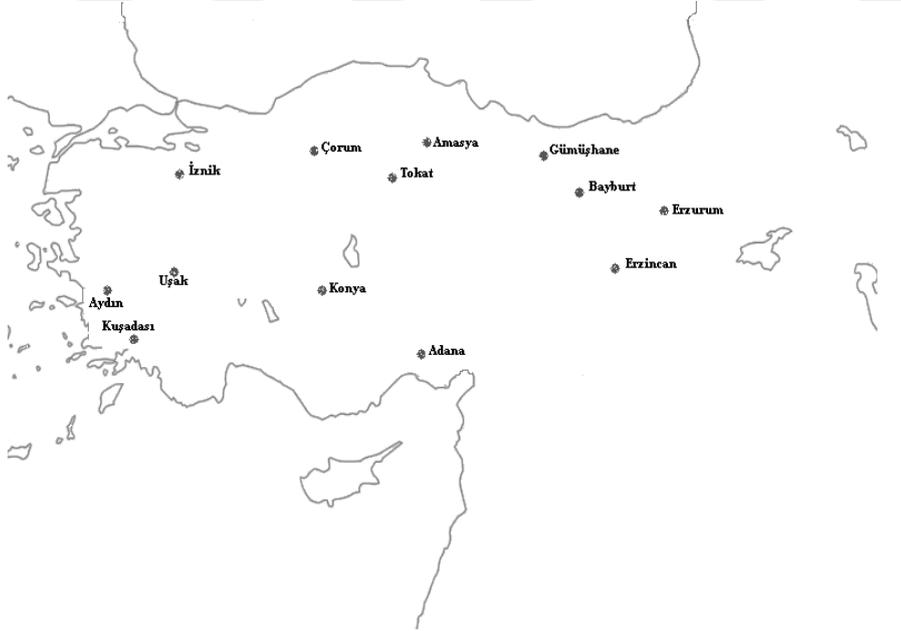 Çorum
Amasya
Gümüşhane
İznik
Tokat
Bayburt
Erzurum
Erzincan
Uşak
Konya
Aydın
Kuşadası
Adana